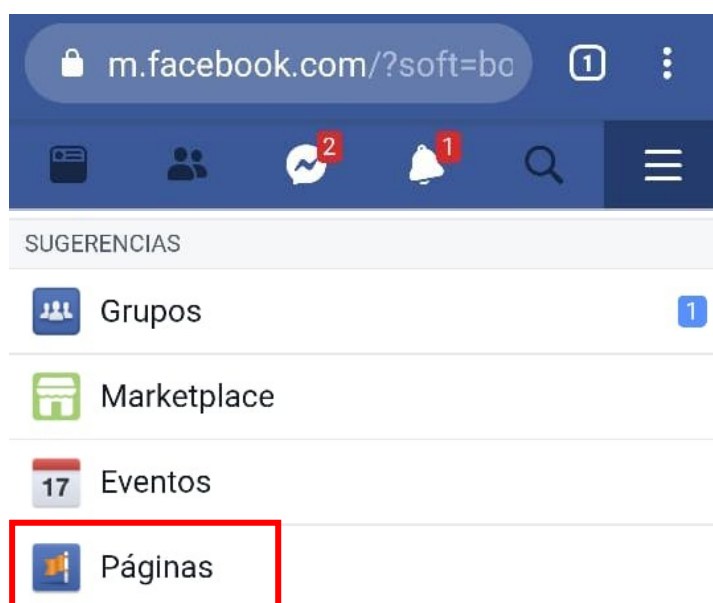 m.facebook.com/?soft=bo
1
2
1
SUGERENCIAS
Grupos
1
Marketplace
17
Eventos
Páginas